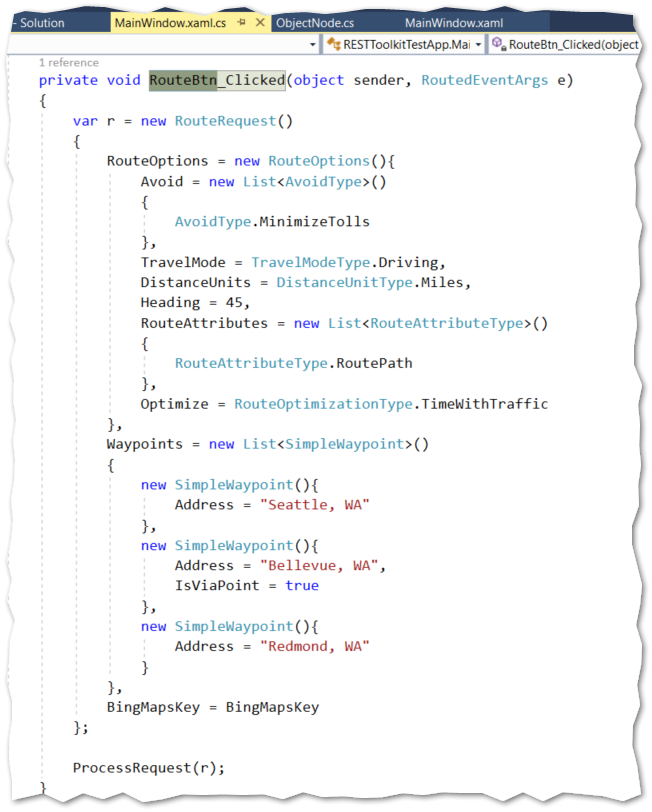 - Solution MainWindow.xaml.cs ObjectNode.cs MainWindow.xaml
RESTToolkitTestApp.Mai RouteBtn_Clicked(object
1 reference
private void RouteBtn_Clicked(object sender, RoutedEventArgs e)
{
var r = new RouteRequest()
{
RouteOptions = new RouteOptions(){
Avoid = new List<AvoidType>()
{
AvoidType.MinimizeTolls
},
TravelMode = TravelModeType.Driving,
DistanceUnits = DistanceUnitType.Miles,
Heading = 45,
RouteAttributes = new List<RouteAttributeType>()
{
RouteAttributeType.RoutePath
},
Optimize = RouteOptimizationType.TimeWithTraffic
},
Waypoints = new List<SimpleWaypoint>()
{
new SimpleWaypoint(){
Address = "Seattle, WA"
},
new SimpleWaypoint(){
Address = "Bellevue, WA",
IsViaPoint = true
},
new SimpleWaypoint(){
Address = "Redmond, WA"
}
},
BingMapsKey = BingMapsKey
};
ProcessRequest(r);
}